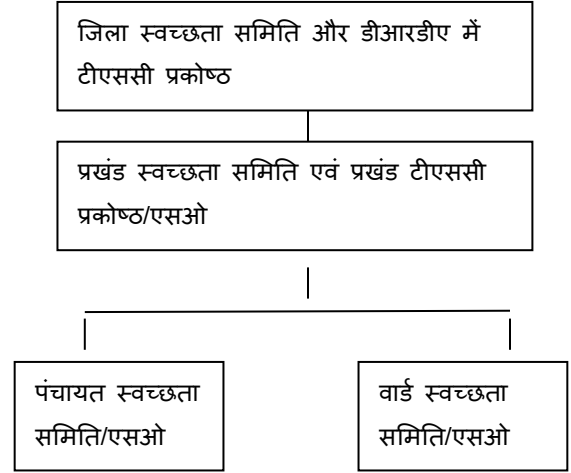 जिला स्वच्छता समिति और डीआरडीए में
टीएससी प्रकोष्ठ
प्रखंड स्वच्छता समिति एवं प्रखंड टीएससी
प्रकोष्ठ/एसओ
पंचायत स्वच्छता
समिति/एसओ
वार्ड स्वच्छता
समिति/एसओ